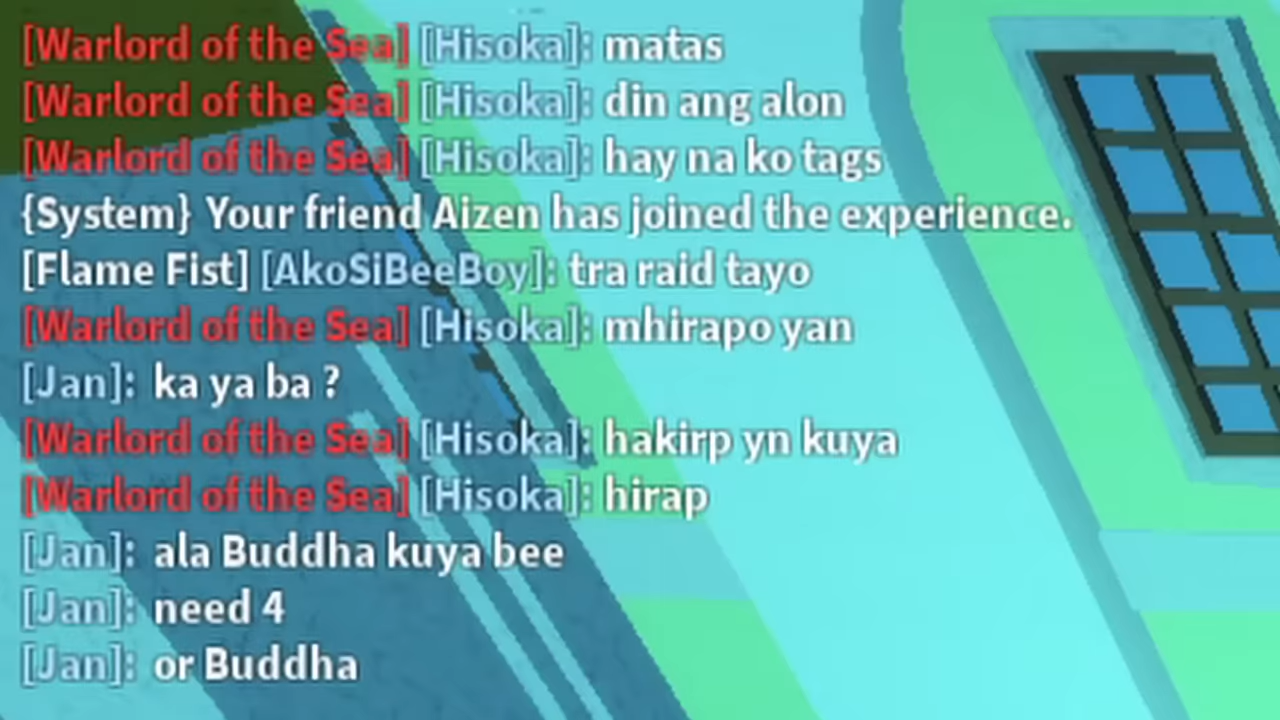 [Warlord of the Sea] [Hisoka]: matas
[Warlord of the Sea] [Hisoka]: din ang alon
[Warlord of the Sea] [Hisoka]: hay na ko tags
{System} Your friend Aizen has joined the experience.
[Flame Fist] [AkoSiBeeBoy]: tra raid tayo
[Warlord of the Sea] [Hisoka]: mhirapo yan
[Jan]: ka ya ba ?
[Warlord of the Sea] [Hisoka]: hakirp yn kuya
[Warlord of the Sea] [Hisoka]: hirap
[Jan]: ala Buddha kuya bee
[Jan]: need 4
[Jan]: or Buddha